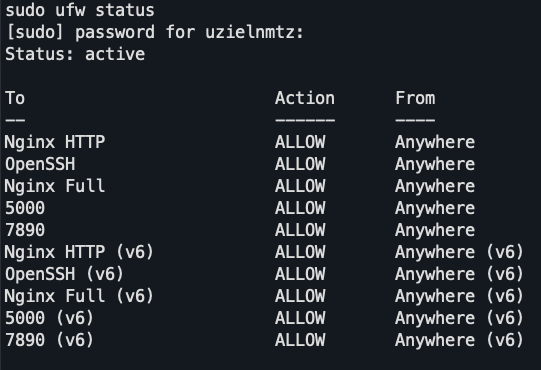 sudo ufw status
[sudo] password for uzielnmtz:
Status: active
To Action From
-- ------ ----
Nginx HTTP ALLOW Anywhere
OpenSSH ALLOW Anywhere
Nginx Full ALLOW Anywhere
5000 ALLOW Anywhere
7890 ALLOW Anywhere
Nginx HTTP (v6) ALLOW Anywhere (v6)
OpenSSH (v6) ALLOW Anywhere (v6)
Nginx Full (v6) ALLOW Anywhere (v6)
5000 (v6) ALLOW Anywhere (v6)
7890 (v6) ALLOW Anywhere (v6)